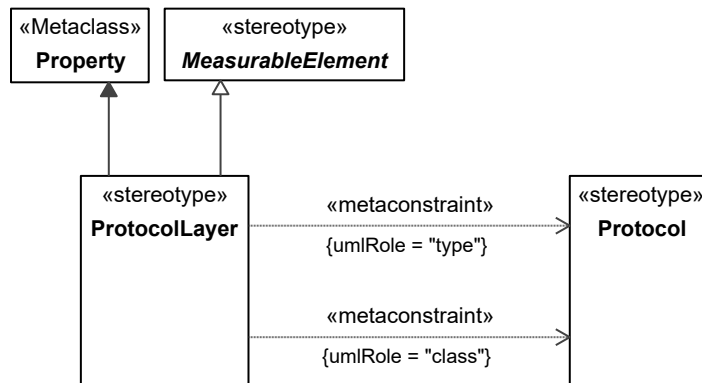 «Metaclass»
Property
«stereotype»
MeasurableElement
«stereotype»
ProtocolLayer
«metaconstraint»
{umlRole = "type"}
«metaconstraint»
{umlRole = "class"}
«stereotype»
Protocol